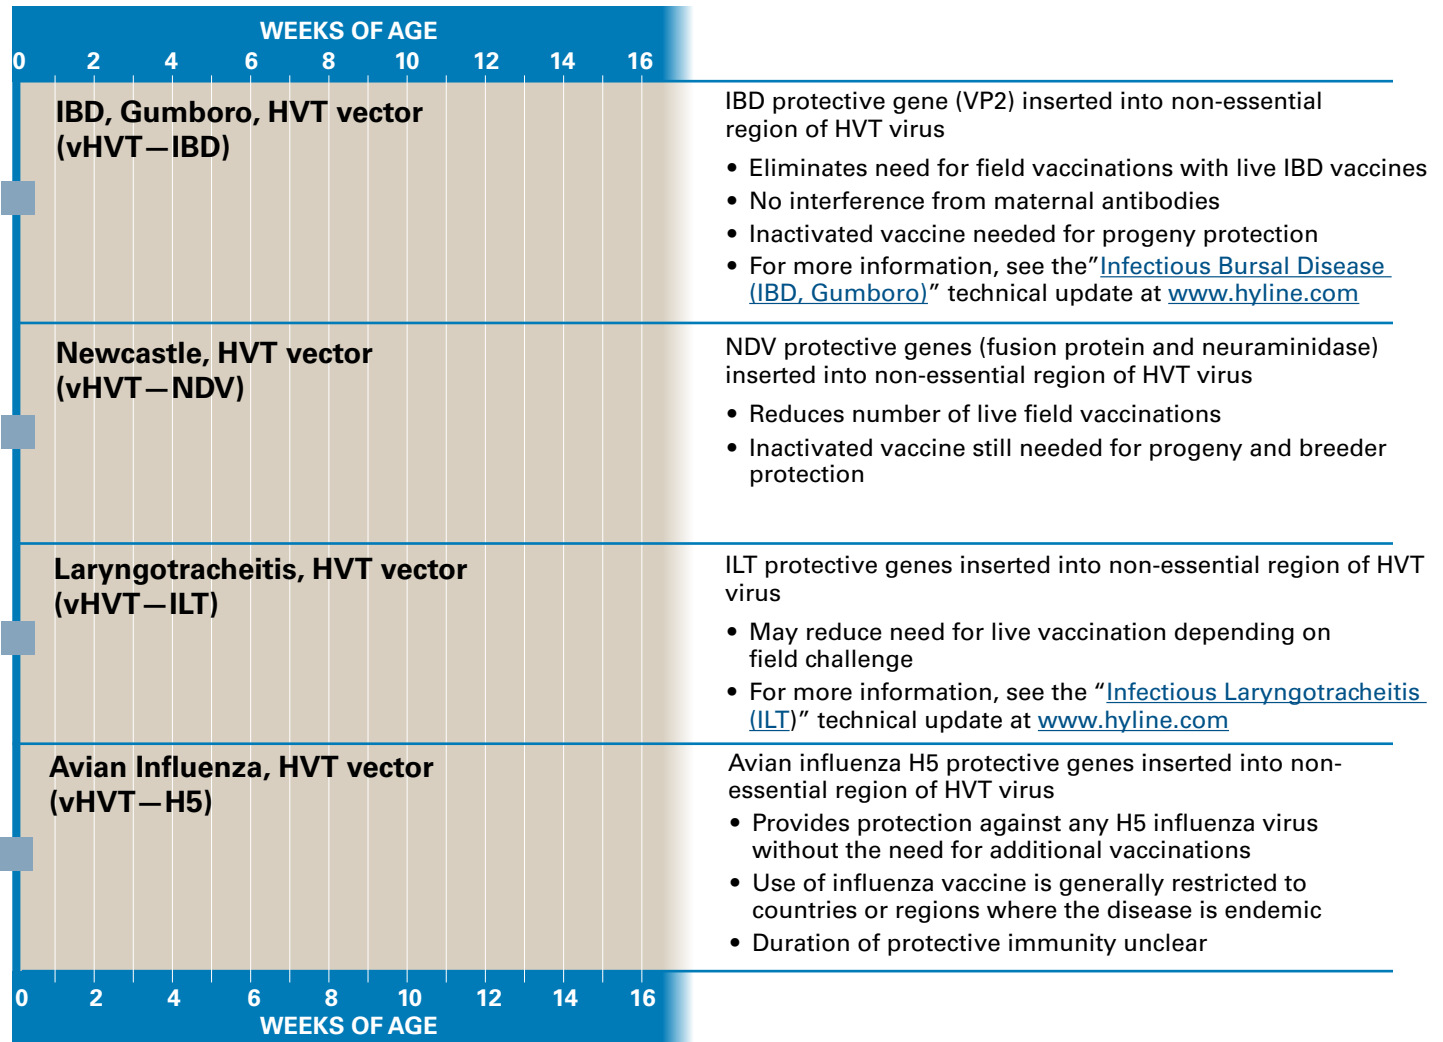 WEEKS OF AGE
0 2 4 6 8 10 12 14 16
IBD, Gumboro, HVT vector
(vHVT—IBD)
IBD protective gene (VP2) inserted into non-essential
region of HVT virus
• Eliminates need for field vaccinations with live IBD vaccines
• No interference from maternal antibodies
• Inactivated vaccine needed for progeny protection
• For more information, see the”Infectious Bursal Disease
(IBD, Gumboro)” technical update at www.hyline.com
Newcastle, HVT vector
(vHVT—NDV)
NDV protective genes (fusion protein and neuraminidase)
inserted into non-essential region of HVT virus
• Reduces number of live field vaccinations
• Inactivated vaccine still needed for progeny and breeder
protection
Laryngotracheitis, HVT vector
(vHVT—ILT)
ILT protective genes inserted into non-essential region of HVT
virus
• May reduce need for live vaccination depending on
field challenge
• For more information, see the “Infectious Laryngotracheitis
(ILT)” technical update at www.hyline.com
Avian Influenza, HVT vector
(vHVT—H5)
Avian influenza H5 protective genes inserted into non-
essential region of HVT virus
• Provides protection against any H5 influenza virus
without the need for additional vaccinations
• Use of influenza vaccine is generally restricted to
countries or regions where the disease is endemic
• Duration of protective immunity unclear
0 2 4 6 8 10 12 14 16
WEEKS OF AGE